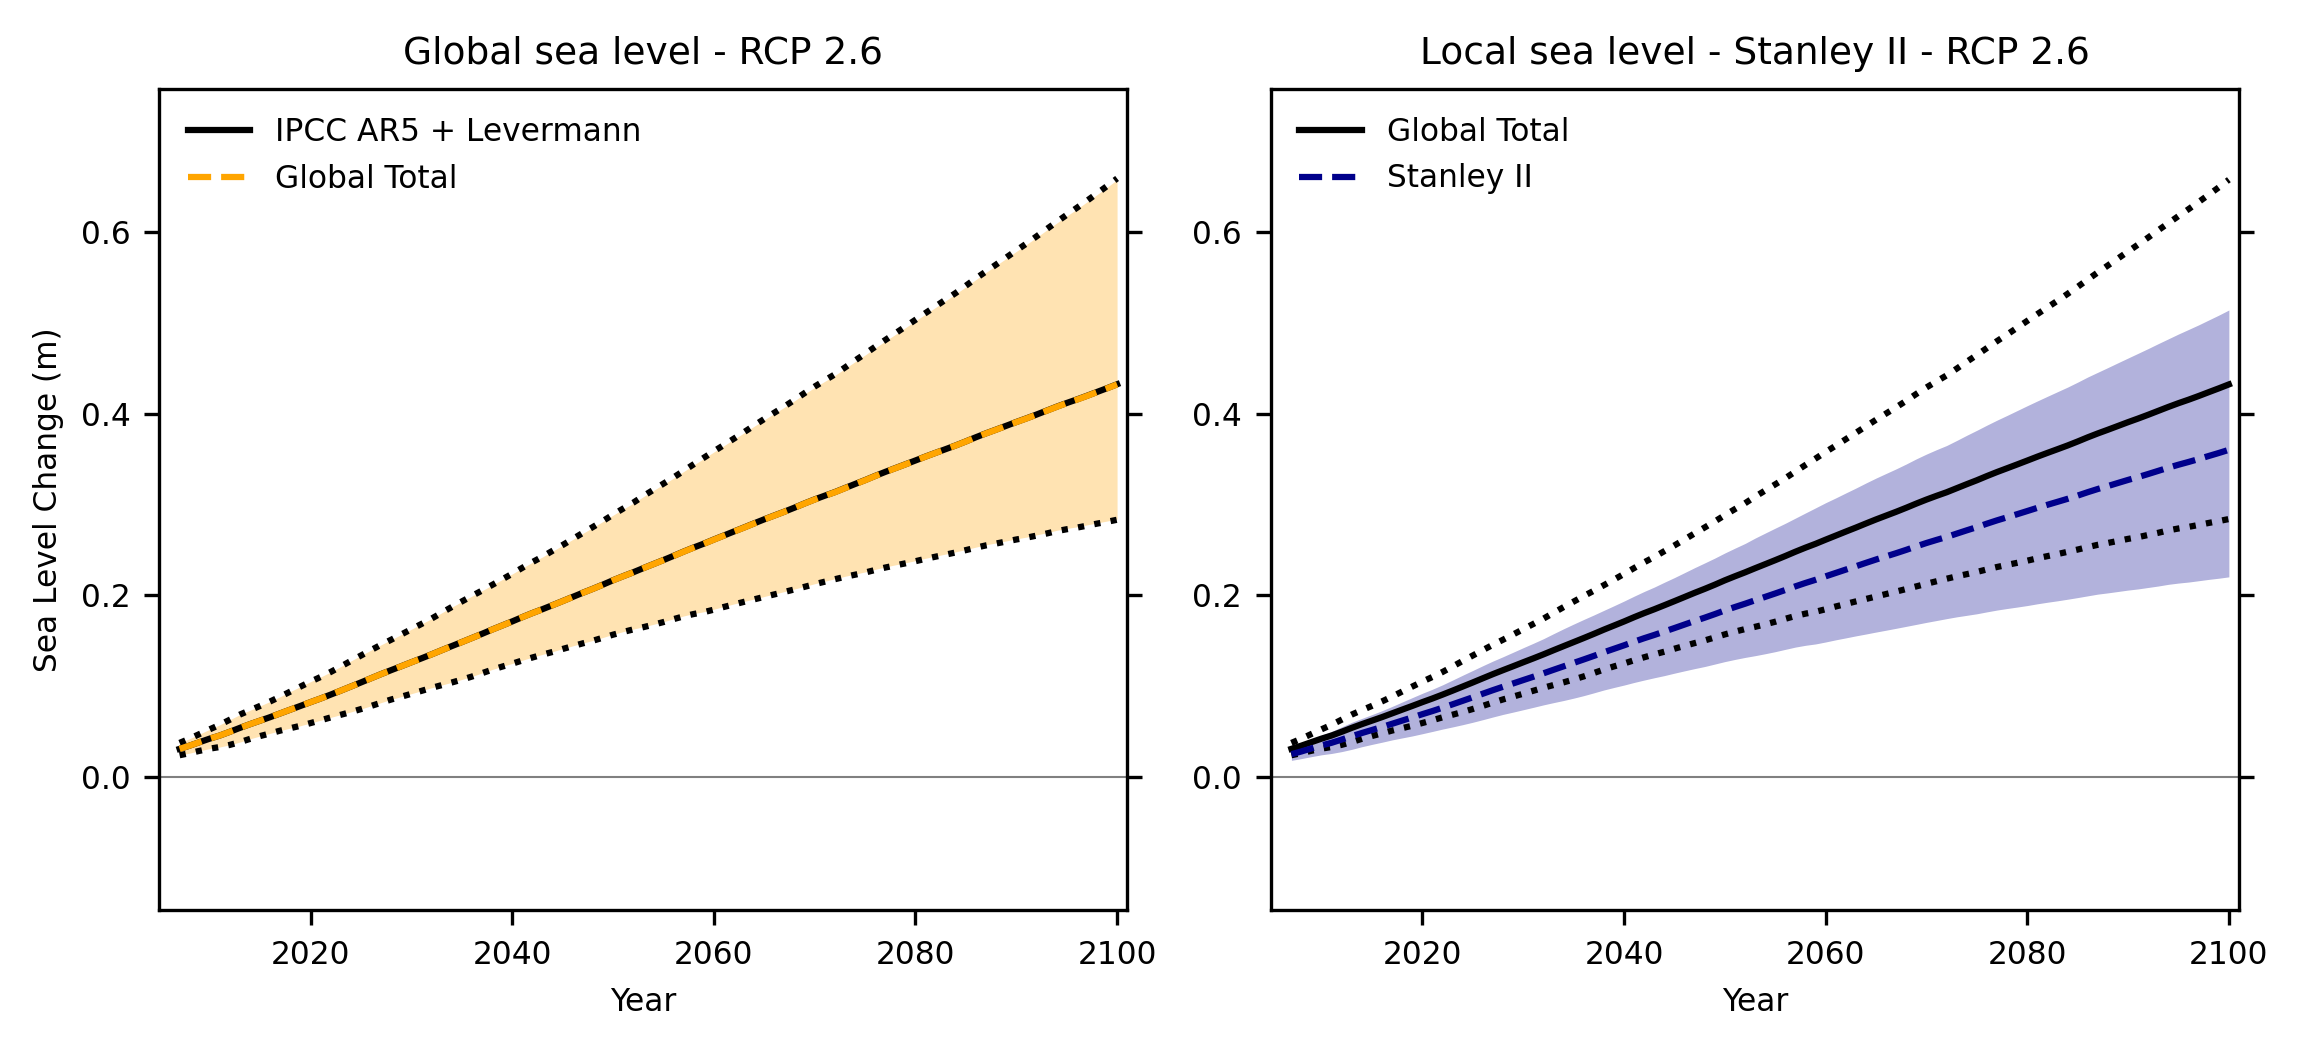 Global sea level - RCP 2.6
IPCC AR5 + Levermann
Global Total
Sea Level Change (m)
0.6
0.4
0.2
0.0
2020 2040 2060 2080 2100
Year
Local sea level - Stanley II - RCP 2.6
Global Total
Stanley II
0.6
0.4
0.2
0.0
2020 2040 2060 2080 2100
Year